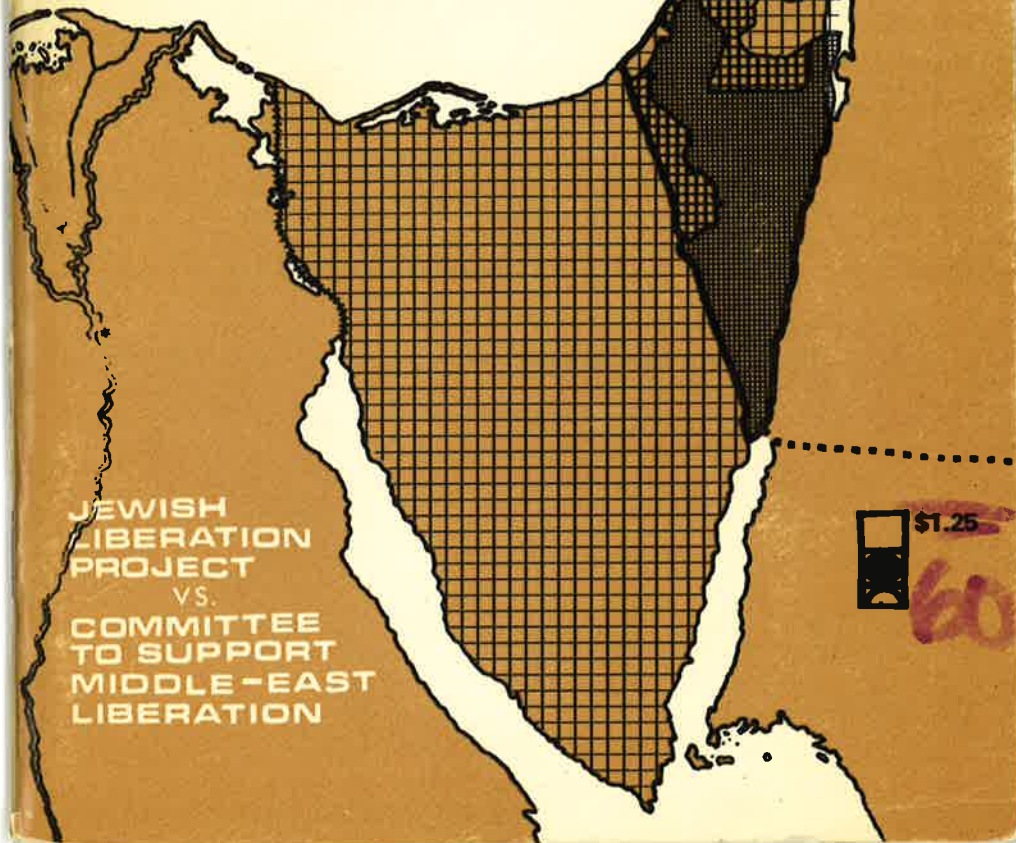 JEWISH
LIBERATION
PROJECT
VS.
COMMITTEE
TO SUPPORT
MIDDLE-EAST
LIBERATION
$1.25
60